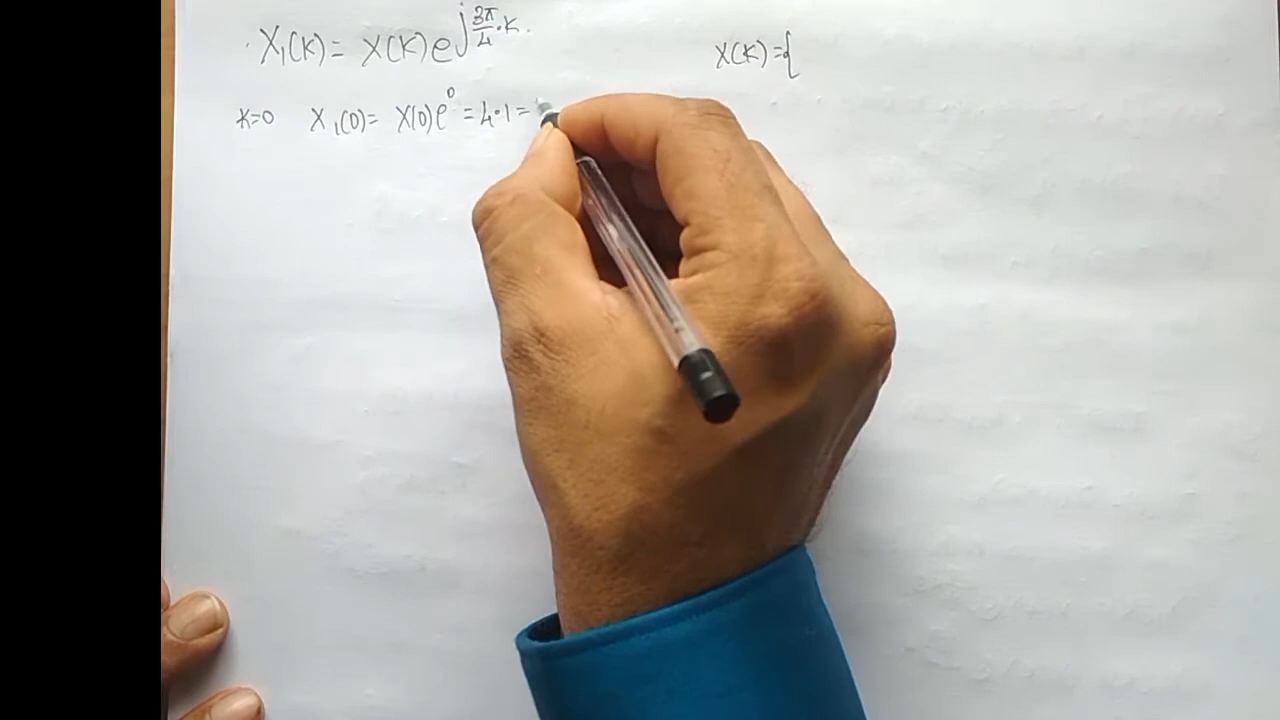 X₁(K) = X(K) e^{j 3π/4 · K}
X(K) = {
K=0 X₁(0) = X(0) e^0 = 4·1 =